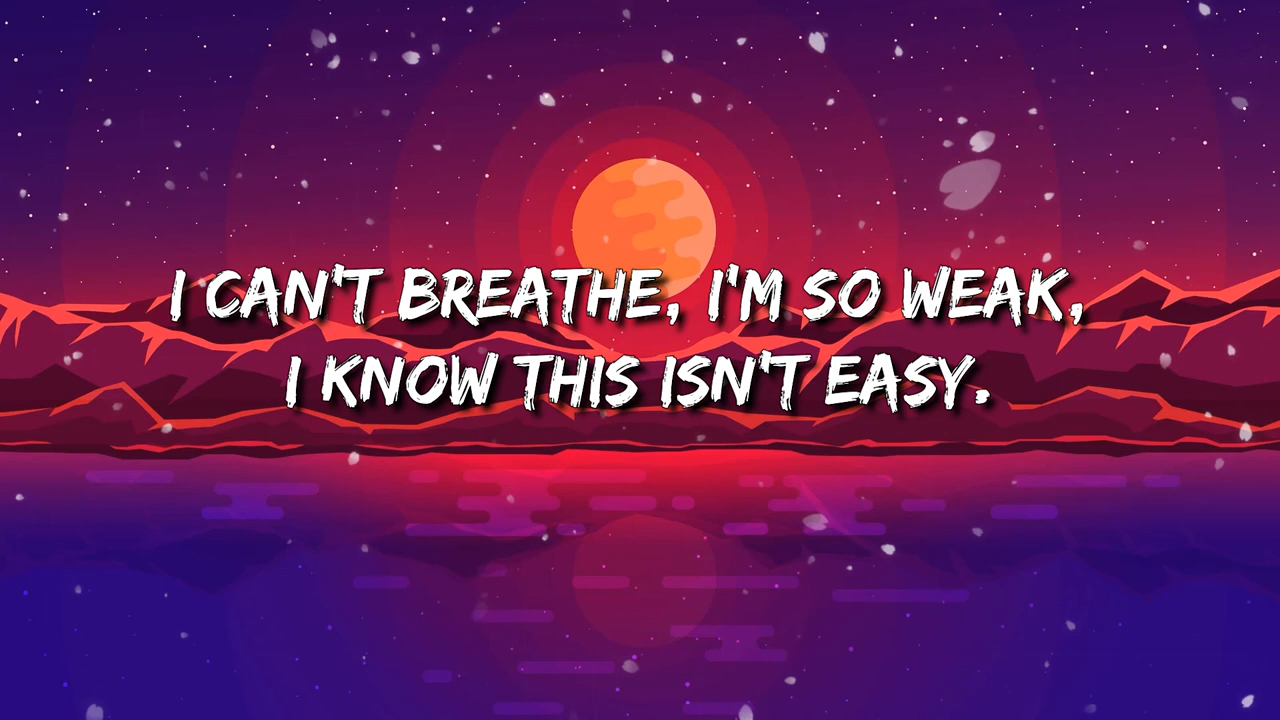 I CAN'T BREATHE, I'M SO WEAK,
I KNOW THIS ISN'T EASY.